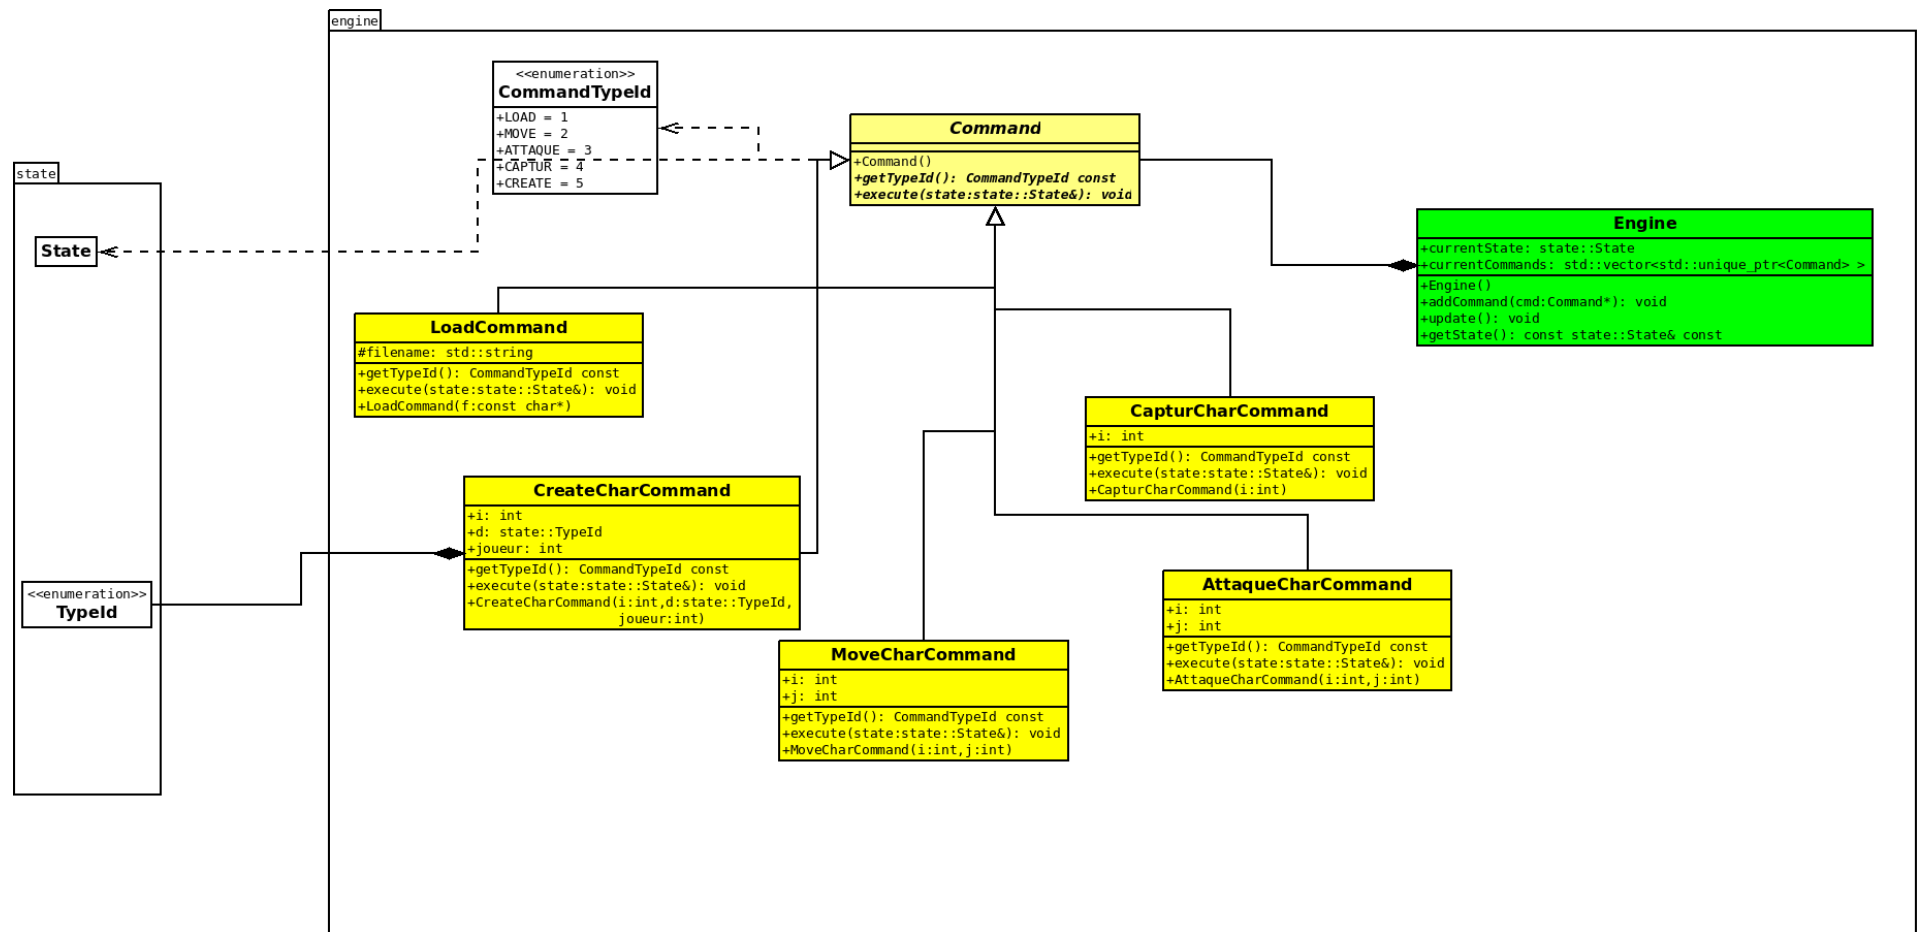 engine
<<enumeration>>
CommandTypeId
+LOAD = 1
+MOVE = 2
+ATTAQUE = 3
+CAPTUR = 4
+CREATE = 5
Command
+Command()
+getTypeId(): CommandTypeId const
+execute(state:state::State&): void
state
State
<<enumeration>>
TypeId
Engine
+currentState: state::State
+currentCommands: std::vector<std::unique_ptr<Command> >
+Engine()
+addCommand(cmd:Command*): void
+update(): void
+getState(): const state::State& const
LoadCommand
#filename: std::string
+getTypeId(): CommandTypeId const
+execute(state:state::State&): void
+LoadCommand(f:const char*)
CapturCharCommand
+i: int
+getTypeId(): CommandTypeId const
+execute(state:state::State&): void
+CapturCharCommand(i:int)
CreateCharCommand
+i: int
+d: state::TypeId
+joueur: int
+getTypeId(): CommandTypeId const
+execute(state:state::State&): void
+CreateCharCommand(i:int,d:state::TypeId,
joueur:int)
AttaqueCharCommand
+i: int
+j: int
+getTypeId(): CommandTypeId const
+execute(state:state::State&): void
+AttaqueCharCommand(i:int,j:int)
MoveCharCommand
+i: int
+j: int
+getTypeId(): CommandTypeId const
+execute(state:state::State&): void
+MoveCharCommand(i:int,j:int)